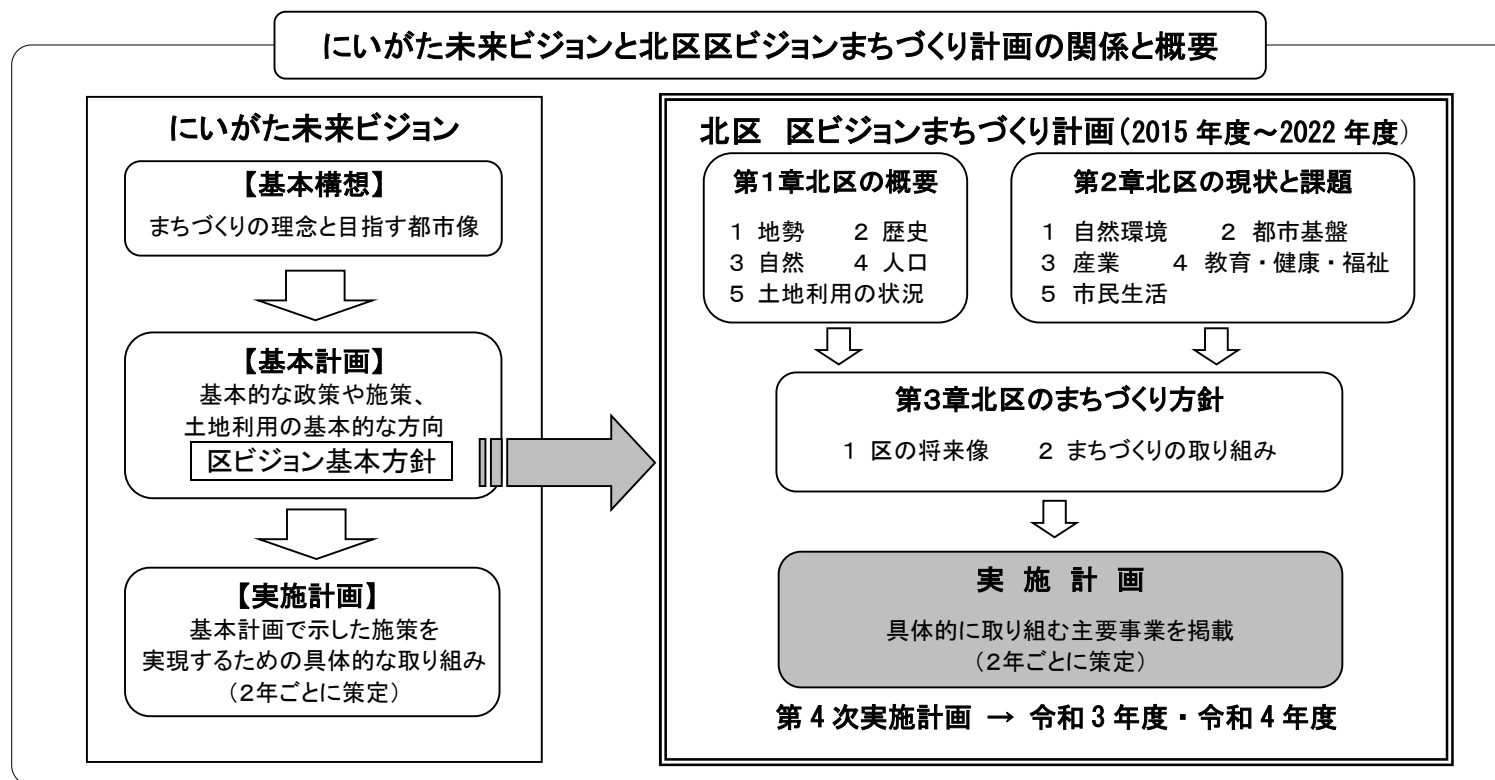 にいがた未来ビジョンと北区区ビジョンまちづくり計画の関係と概要
にいがた未来ビジョン
【基本構想】
まちづくりの理念と目指す都市像
【基本計画】
基本的な政策や施策、
土地利用の基本的な方向
区ビジョン基本方針
【実施計画】
基本計画で示した施策を
実現するための具体的な取り組み
（２年ごとに策定）
北区　区ビジョンまちづくり計画（2015 年度～2022 年度）
第１章北区の概要
１ 地勢　２ 歴史
３ 自然　４ 人口
５ 土地利用の状況
第２章北区の現状と課題
１ 自然環境　２ 都市基盤
３ 産業　４ 教育・健康・福祉
５ 市民生活
第３章北区のまちづくり方針
１ 区の将来像　２ まちづくりの取り組み
実 施 計 画
具体的に取り組む主要事業を掲載
（２年ごとに策定）
第 4 次実施計画 → 令和 3 年度・令和 4 年度